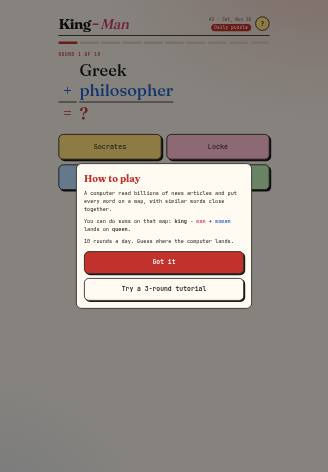 King−Man
#3 · Sat, Nov 30
Daily puzzle
?
ROUND 1 OF 10
Greek
+ philosopher
= ?
Socrates
Locke
How to play
A computer read billions of news articles and put
every word on a map, with similar words close
together.
You can do sums on that map: king - man + woman
lands on queen.
10 rounds a day. Guess where the computer lands.
Got it
Try a 3-round tutorial